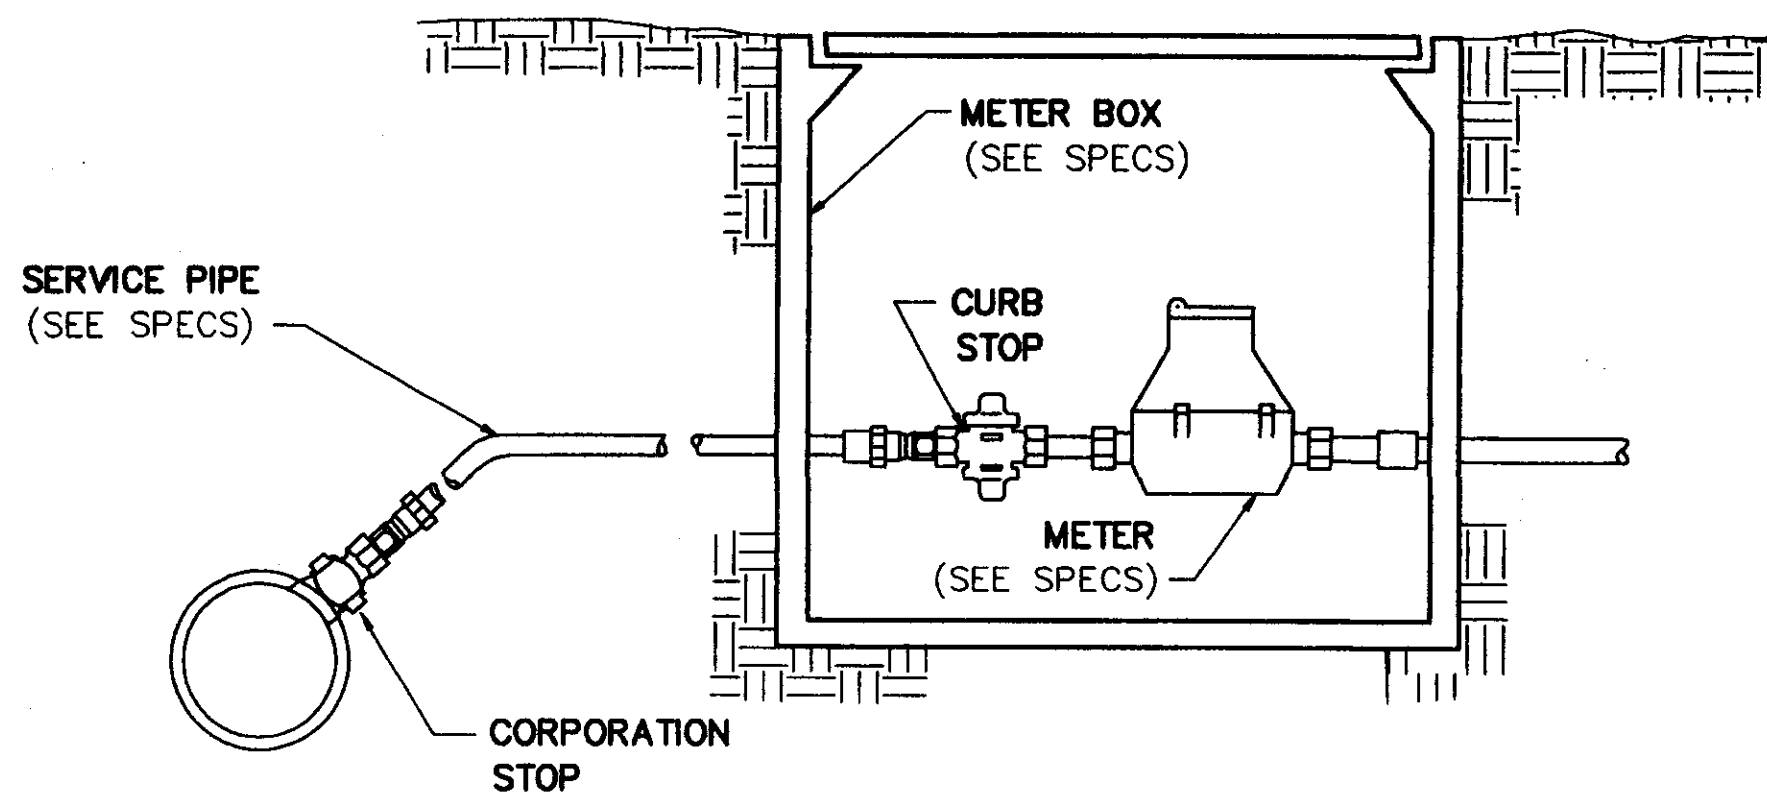 METER BOX
(SEE SPECS)
SERVICE PIPE
(SEE SPECS)
CURB
STOP
METER
(SEE SPECS)
CORPORATION
STOP